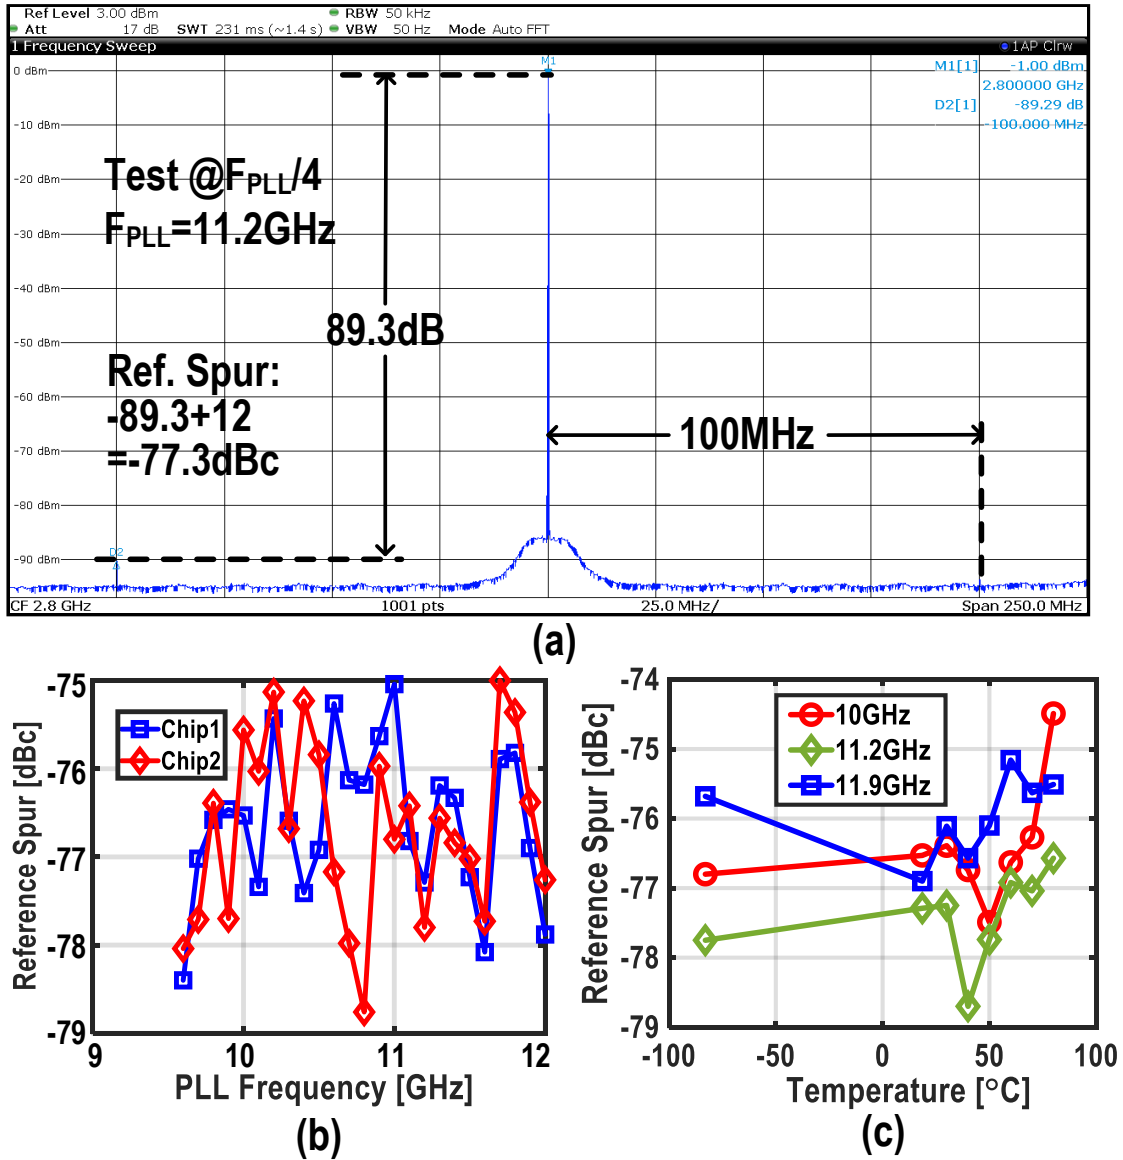 Ref Level 3.00 dBm RBW 50 kHz
Att 17 dB SWT 231 ms (~1.4 s) VBW 50 Hz Mode Auto FFT
1 Frequency Sweep 1AP Clrw
0 dBm
M1
M1[1] -1.00 dBm
2.800000 GHz
D2[1] -89.29 dB
-100.000 MHz
-10 dBm
-20 dBm
-30 dBm
-40 dBm
-50 dBm
-60 dBm
-70 dBm
-80 dBm
-90 dBm
Test @FPLL/4
FPLL=11.2GHz
89.3dB
Ref. Spur:
-89.3+12
=-77.3dBc
100MHz
D2
CF 2.8 GHz 1001 pts 25.0 MHz/ Span 250.0 MHz
(a)
Reference Spur [dBc]
-75
-76
-77
-78
-79
Chip1
Chip2
9 10 11 12
PLL Frequency [GHz]
(b)
Reference Spur [dBc]
-74
-75
-76
-77
-78
-79
10GHz
11.2GHz
11.9GHz
-100 -50 0 50 100
Temperature [°C]
(c)